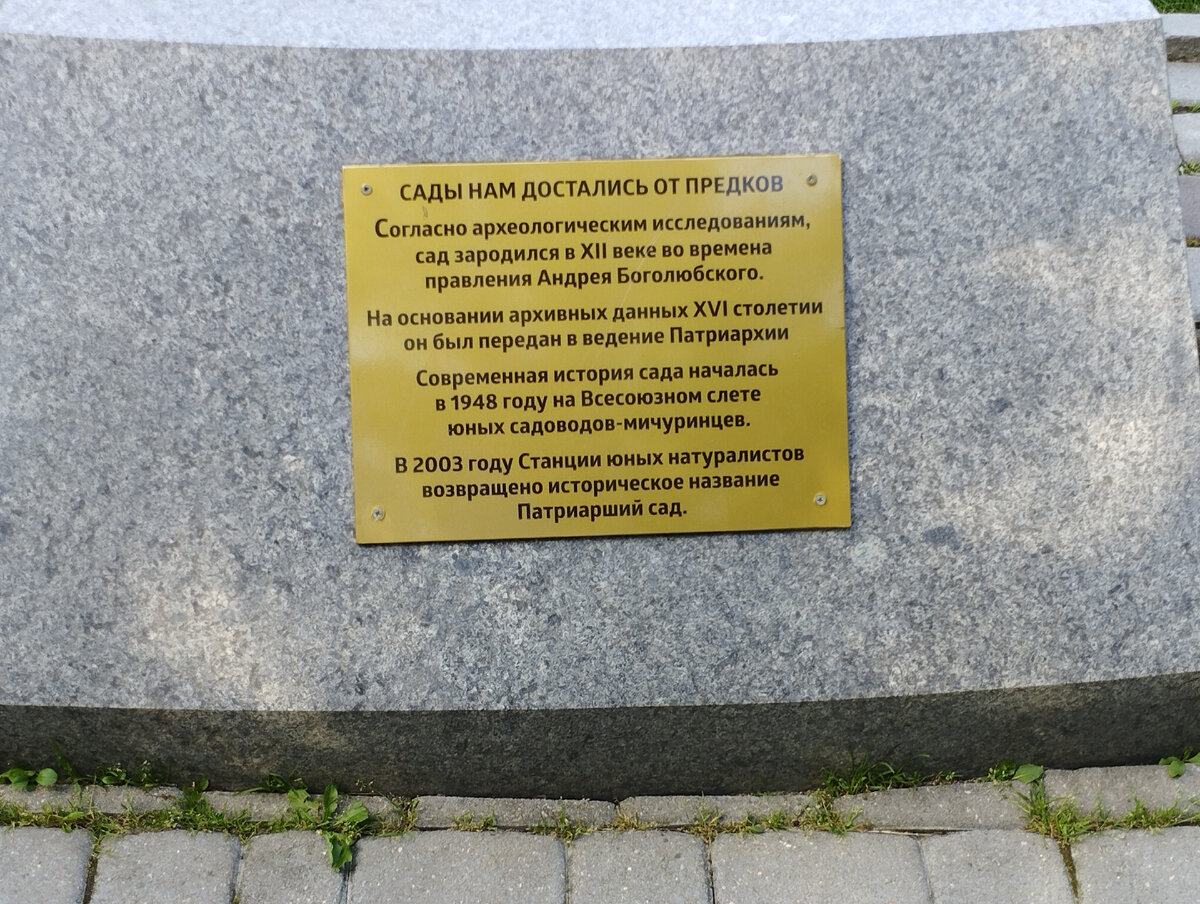 САДЫ НАМ ДОСТАЛИСЬ ОТ ПРЕДКОВ
Согласно археологическим исследованиям,
сад зародился в XII веке во времена
правления Андрея Боголюбского.
На основании архивных данных XVI столетии
он был передан в ведение Патриархии
Современная история сада началась
в 1948 году на Всесоюзном слете
юных садоводов-мичуринцев.
В 2003 году Станции юных натуралистов
возвращено историческое название
Патриарший сад.